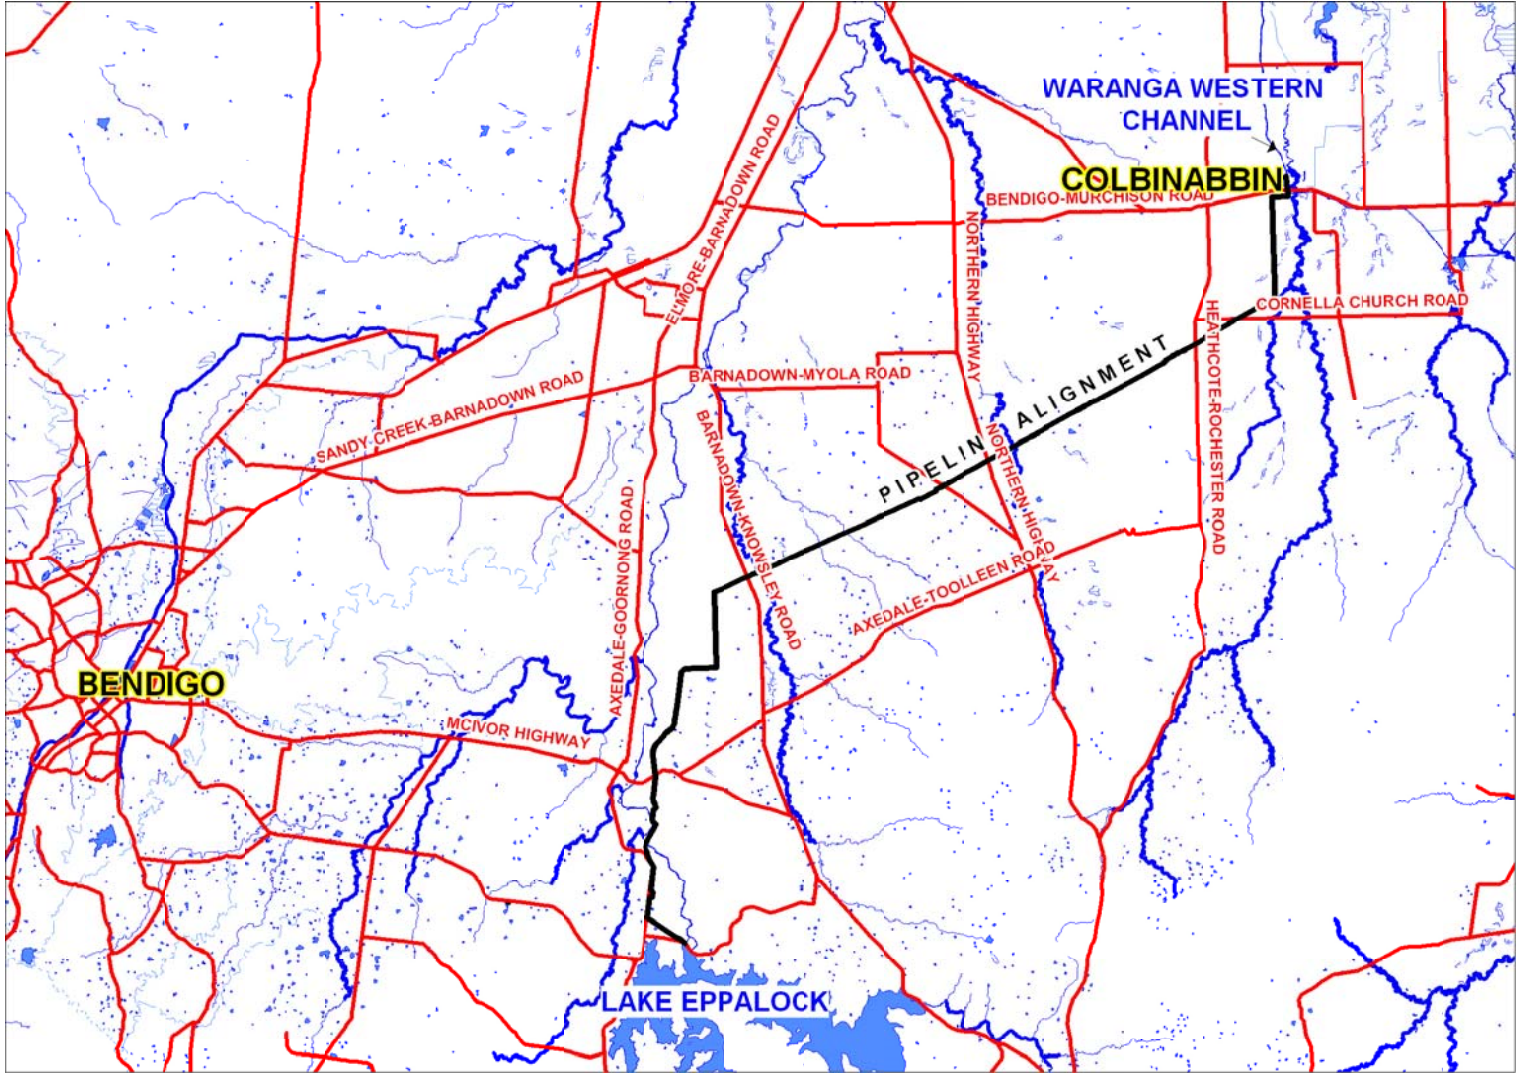 WARANGA WESTERN
CHANNEL
COLBINABBIN
BENDIGO-MURCHISON ROAD
ELMORE-BARNADOWN ROAD
NORTHERN HIGHWAY
CORNELLA CHURCH ROAD
HEATHCOTE-ROCHESTER ROAD
BARNADOWN-MYOLA ROAD
SANDY CREEK-BARNADOWN ROAD
PIPELIN ALIGNMENT
BARNADOWN-KNOWSLEY ROAD
NORTHERN HIGHWAY
AXEDALE-GOORNONG ROAD
AXEDALE-TOOLLEEN ROAD
BENDIGO
MCIVOR HIGHWAY
LAKE EPPALOCK